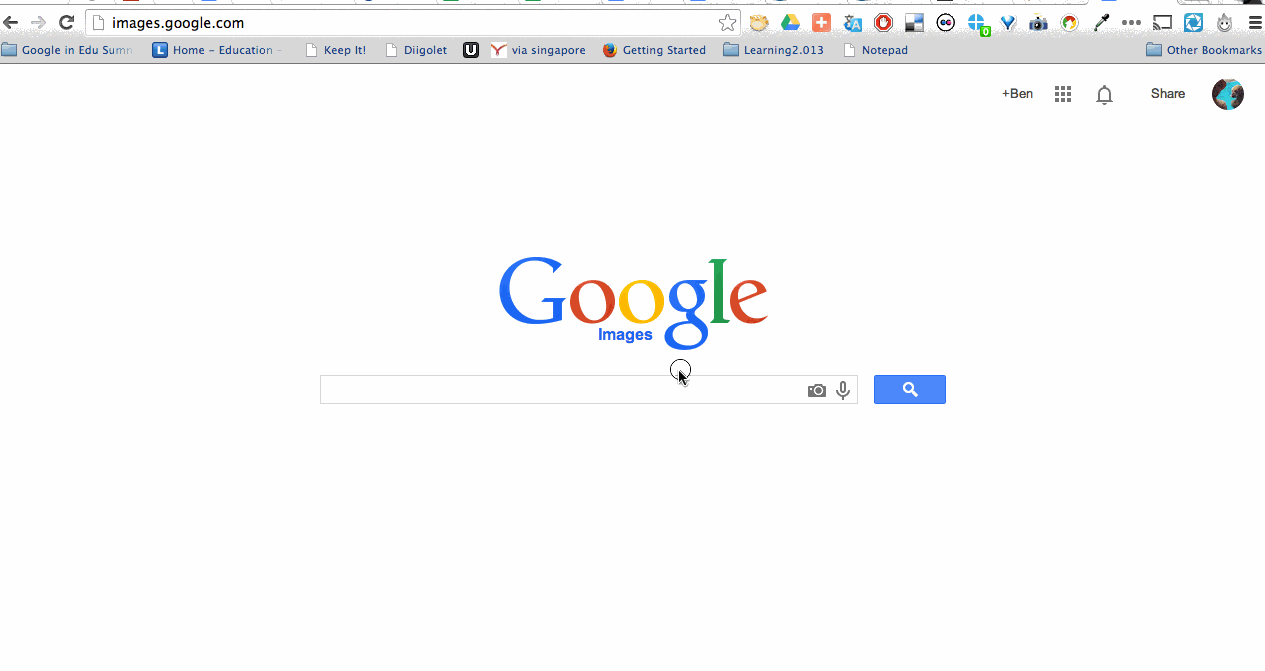 images.google.com
0
Google in Edu Summ
L Home – Education –
Keep It!
Diigolet
U
via singapore
Getting Started
Learning2.013
Notepad
Other Bookmarks
+Ben
Share
Google
Images